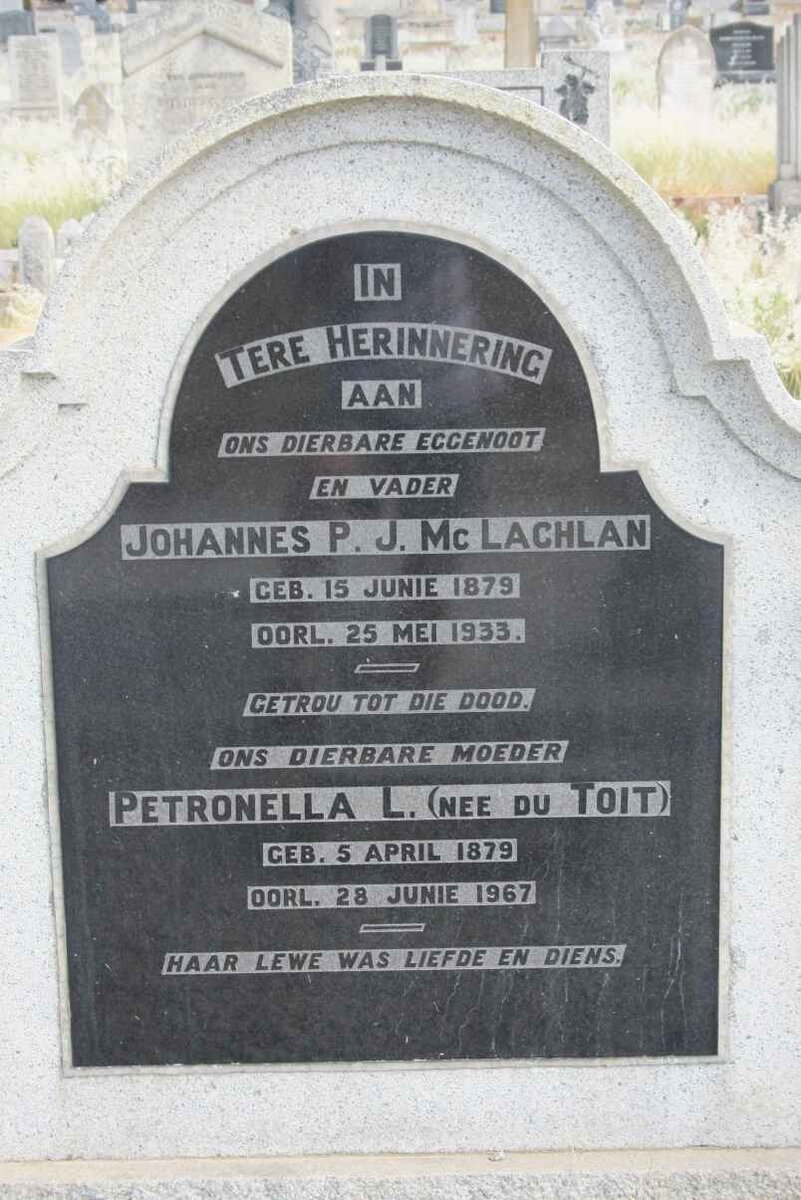 IN
TERE HERINNERING
AAN
ONS DIERBARE EGGENOOT
EN VADER
JOHANNES P. J. Mc LACHLAN
GEB. 15 JUNIE 1879
OORL. 25 MEI 1933.
GETROU TOT DIE DOOD.
ONS DIERBARE MOEDER
PETRONELLA L. (NEE DU TOIT)
GEB. 5 APRIL 1879
OORL. 28 JUNIE 1967
HAAR LEWE WAS LIEFDE EN DIENS.